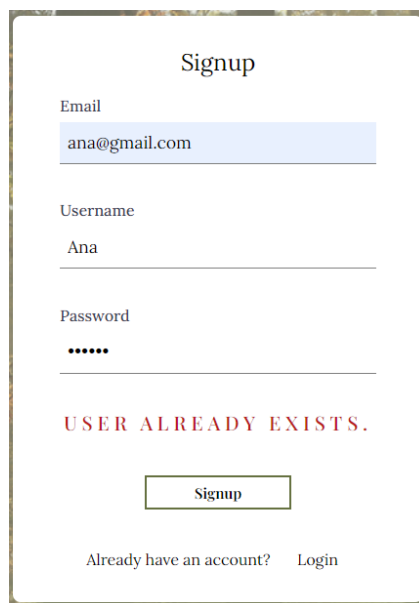 Signup
Email
ana@gmail.com
Username
Ana
Password
••••••
USER ALREADY EXISTS.
Signup
Already have an account? Login